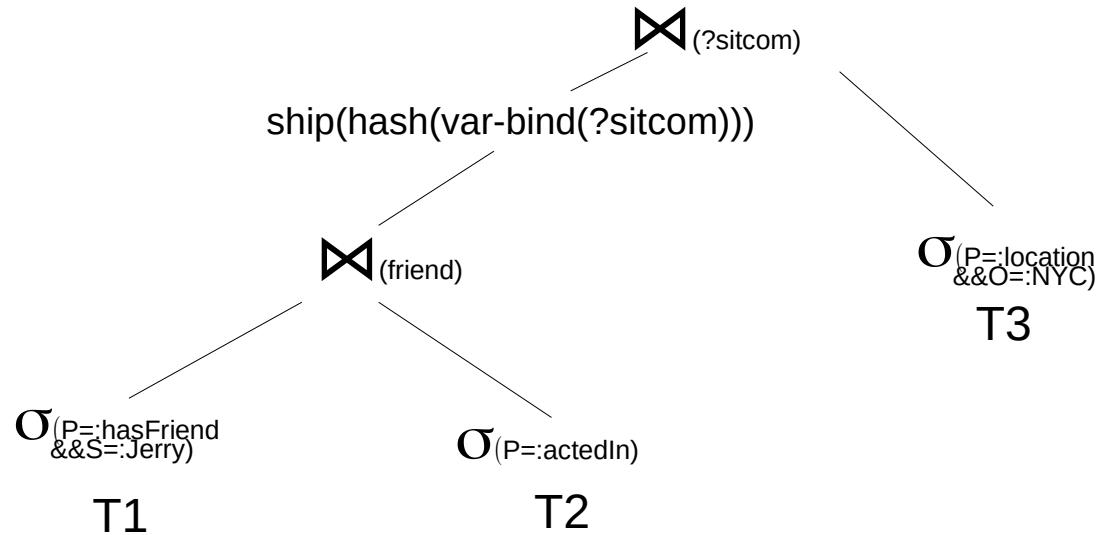 ⋈(?sitcom)
ship(hash(var-bind(?sitcom)))
⋈(friend)
σ(P=:location
&&O=:NYC)
T3
σ(P=:hasFriend
&&S=:Jerry)
σ(P=:actedIn)
T1
T2